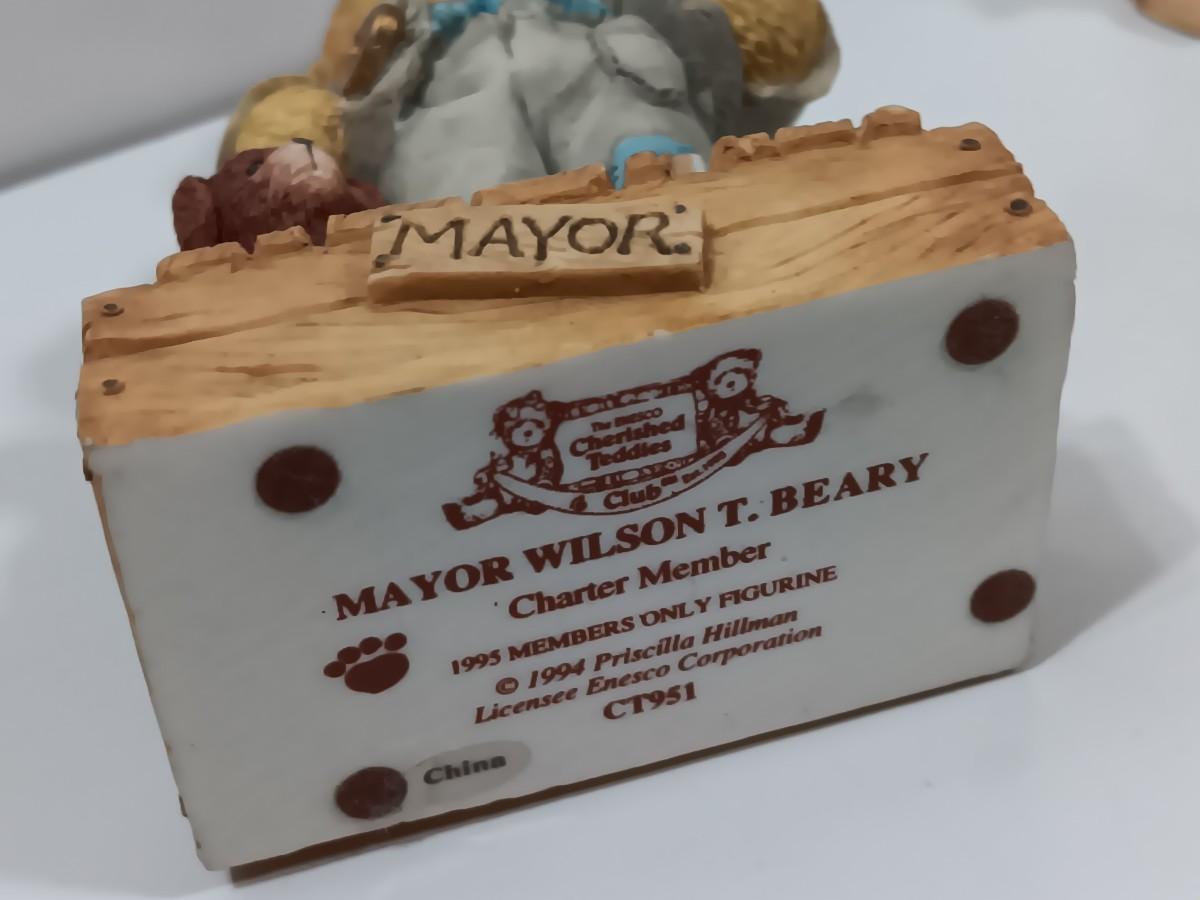 MAYOR
The ENESCO
Cherished
Teddies
Club
MAYOR WILSON T. BEARY
Charter Member
1995 MEMBERS ONLY FIGURINE
© 1994 Priscilla Hillman
Licensee Enesco Corporation
CT951
China